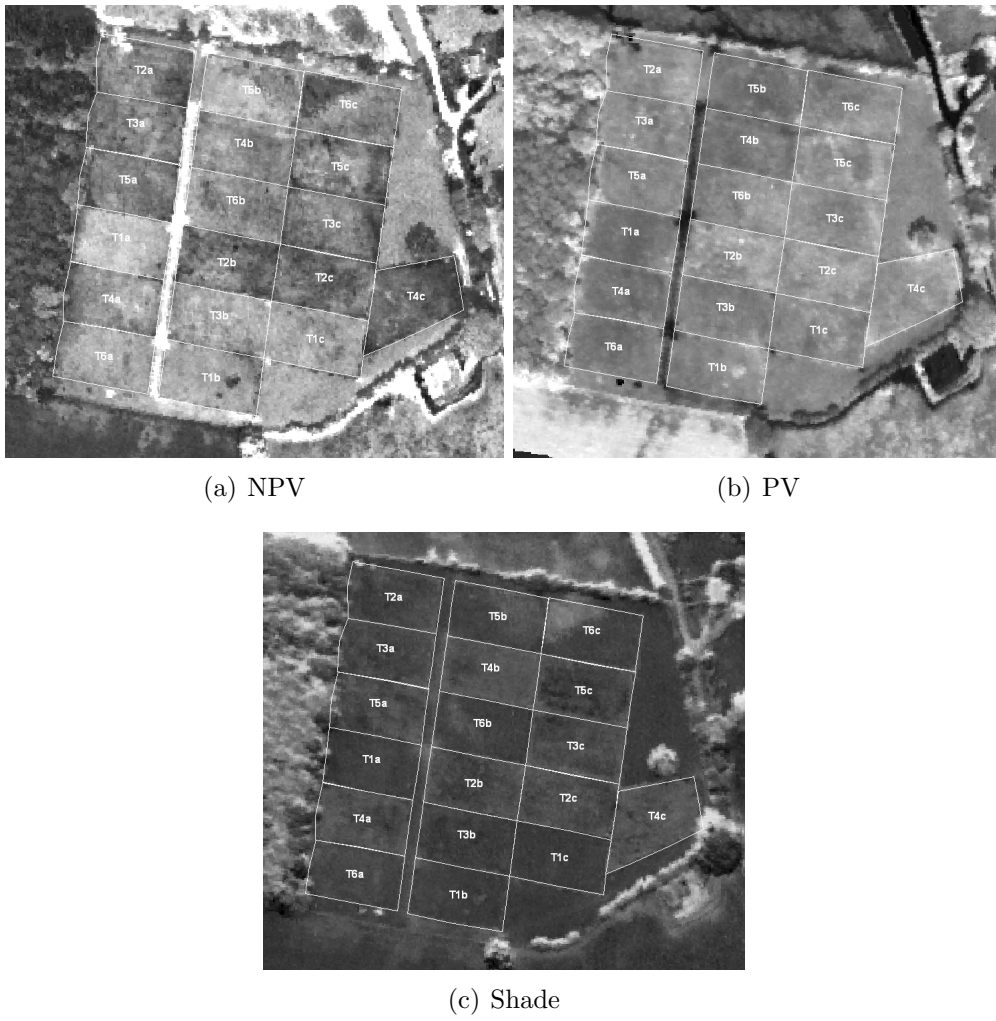 T2a
T5b
T6c
T3a
T4b
T5c
T5a
T6b
T3c
T1a
T2b
T2c
T4a
T4c
T3b
T1c
T6a
T1b
(a) NPV
T2a
T5b
T6c
T3a
T4b
T5c
T5a
T6b
T3c
T1a
T2b
T2c
T4a
T4c
T3b
T1c
T6a
T1b
(b) PV
T2a
T5b
T6c
T3a
T4b
T5c
T5a
T6b
T3c
T1a
T2b
T2c
T4a
T4c
T3b
T1c
T6a
T1b
(c) Shade